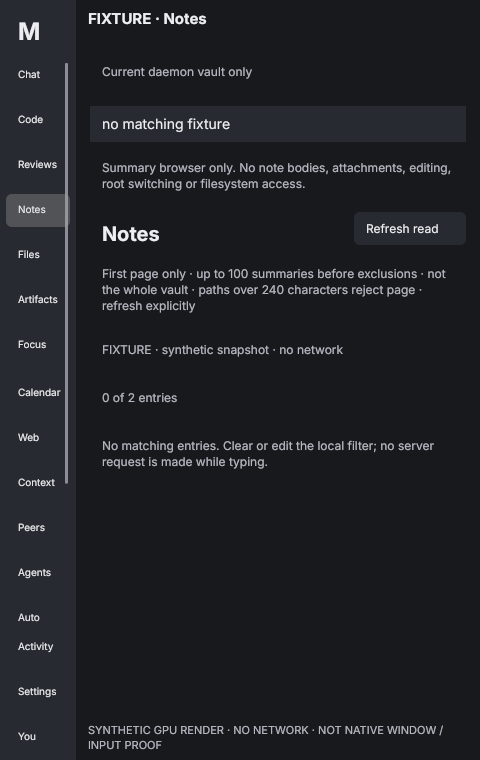 M
Chat
Code
Reviews
Notes
Files
Artifacts
Focus
Calendar
Web
Context
Peers
Agents
Auto
Activity
Settings
You
FIXTURE · Notes
Current daemon vault only
no matching fixture
Summary browser only. No note bodies, attachments, editing,
root switching or filesystem access.
Notes
Refresh read
First page only · up to 100 summaries before exclusions · not
the whole vault · paths over 240 characters reject page ·
refresh explicitly
FIXTURE · synthetic snapshot · no network
0 of 2 entries
No matching entries. Clear or edit the local filter; no server
request is made while typing.
SYNTHETIC GPU RENDER · NO NETWORK · NOT NATIVE WINDOW /
INPUT PROOF